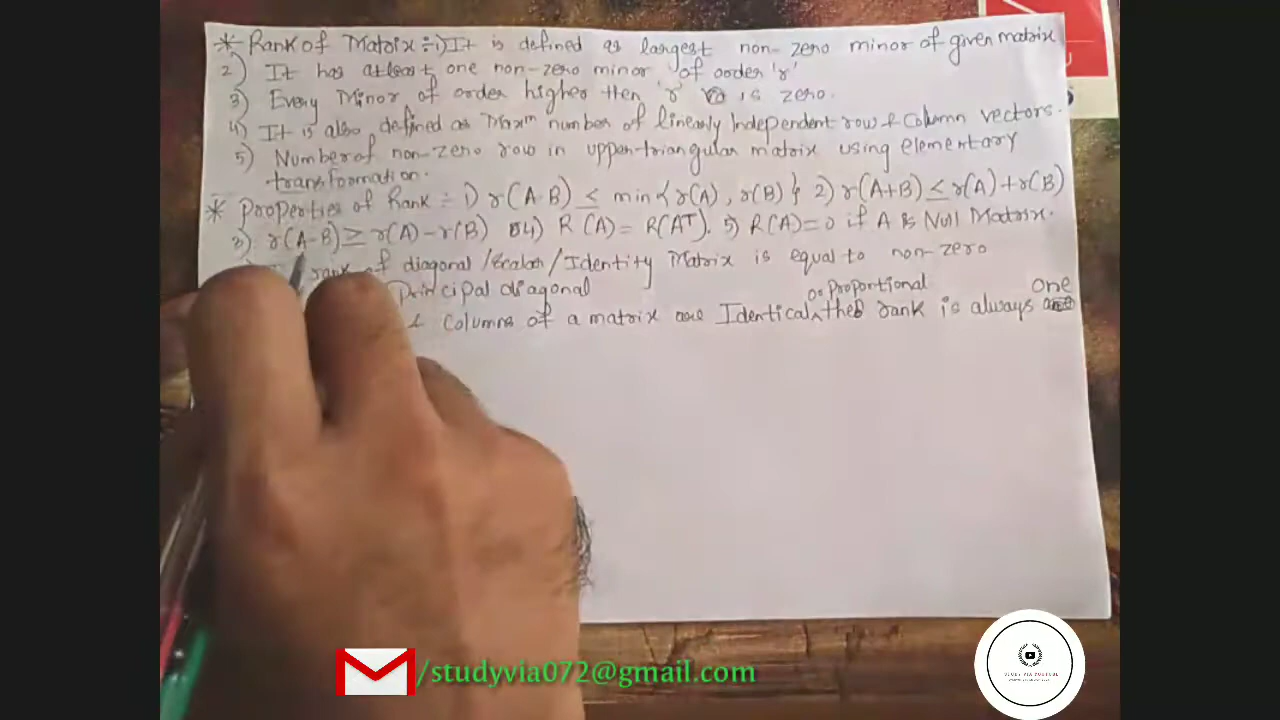 * Rank of Matrix ÷ 1) It is defined as largest non-zero minor of given matrix
2) It has atleast one non-zero minor of order 'r'
3) Every Minor of order higher then 'r' is zero.
4) It is also defined as Maxm number of linearly Independent row & Column vectors.
5) Number of non-zero row in upper triangular matrix using elementary
transformation.
* Properties of Rank ÷ 1) r(A·B) ≤ min{ r(A), r(B) } 2) r(A+B) ≤ r(A)+r(B)
3) r(A-B) ≥ r(A)-r(B) 4) R(A) = R(AT). 5) R(A)=0 if A is Null Matrix.
rank of diagonal/Scalar/Identity Matrix is equal to non-zero
Principal diagonal
or proportional one
& Columns of a matrix are Identical ^ the rank is always
/studyvia072@gmail.com
STUDY VIA YOUTUBE